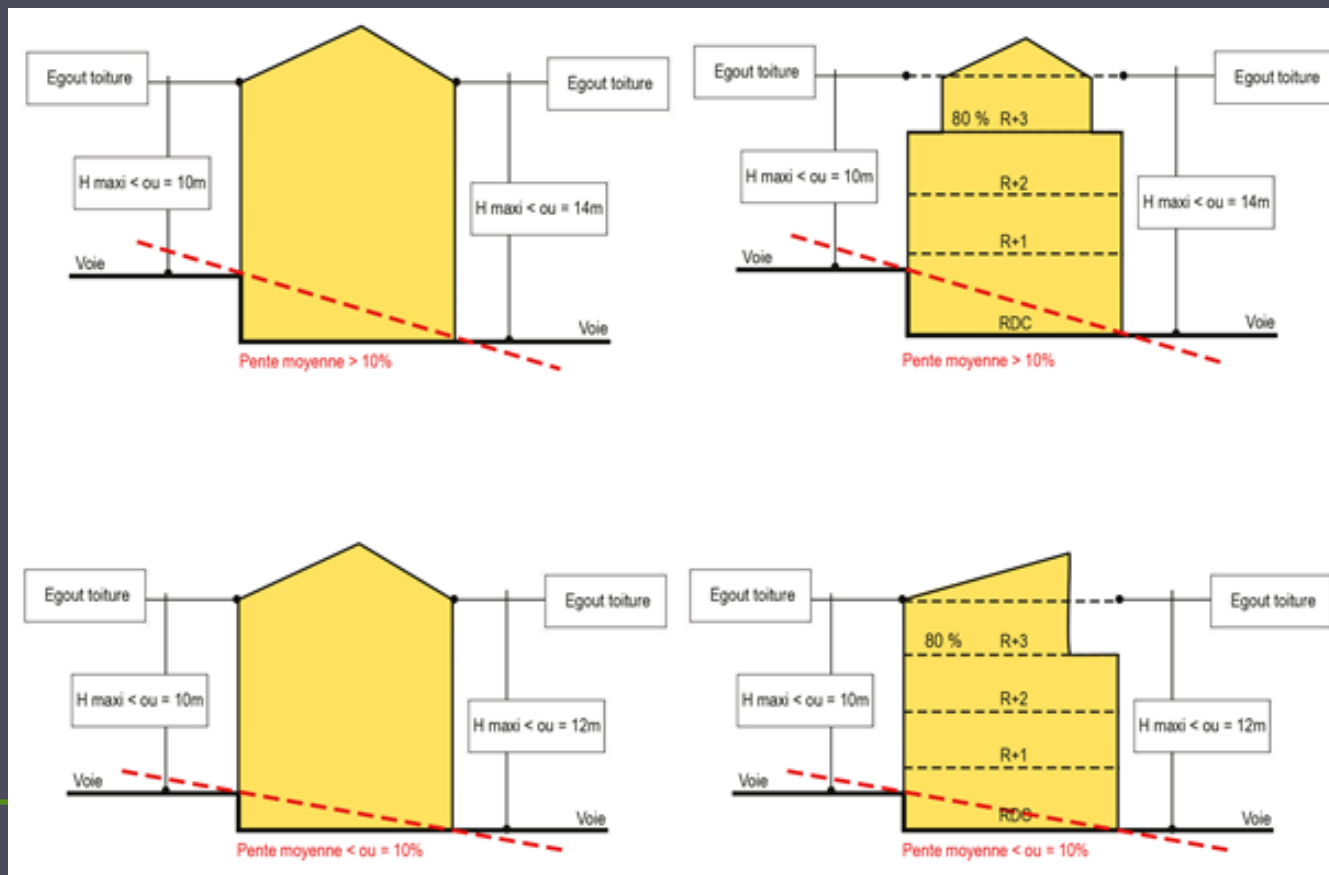 Egout toiture
Egout toiture
H maxi < ou = 10m
H maxi < ou = 14m
Voie
Voie
Pente moyenne > 10%
Egout toiture
Egout toiture
80 % R+3
H maxi < ou = 10m
R+2
H maxi < ou = 14m
R+1
Voie
RDC
Voie
Pente moyenne > 10%
Egout toiture
Egout toiture
H maxi < ou = 10m
H maxi < ou = 12m
Voie
Voie
Pente moyenne < ou = 10%
Egout toiture
Egout toiture
80 % R+3
H maxi < ou = 10m
R+2
H maxi < ou = 12m
R+1
Voie
RDC
Voie
Pente moyenne < ou = 10%